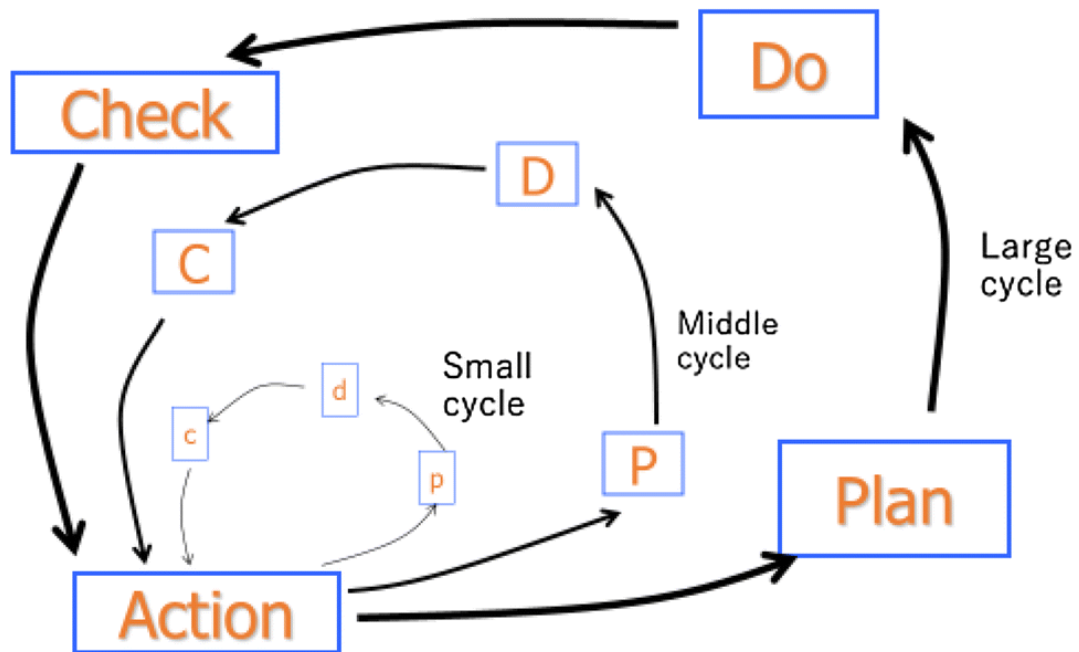 Do
Check
D
C
Large
cycle
Middle
cycle
Small
cycle
d
c
p
P
Plan
Action